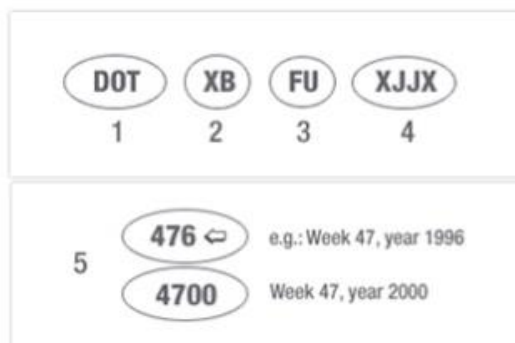 DOT XB FU XJJX
1 2 3 4
476 ⇦ e.g.: Week 47, year 1996
5
4700 Week 47, year 2000